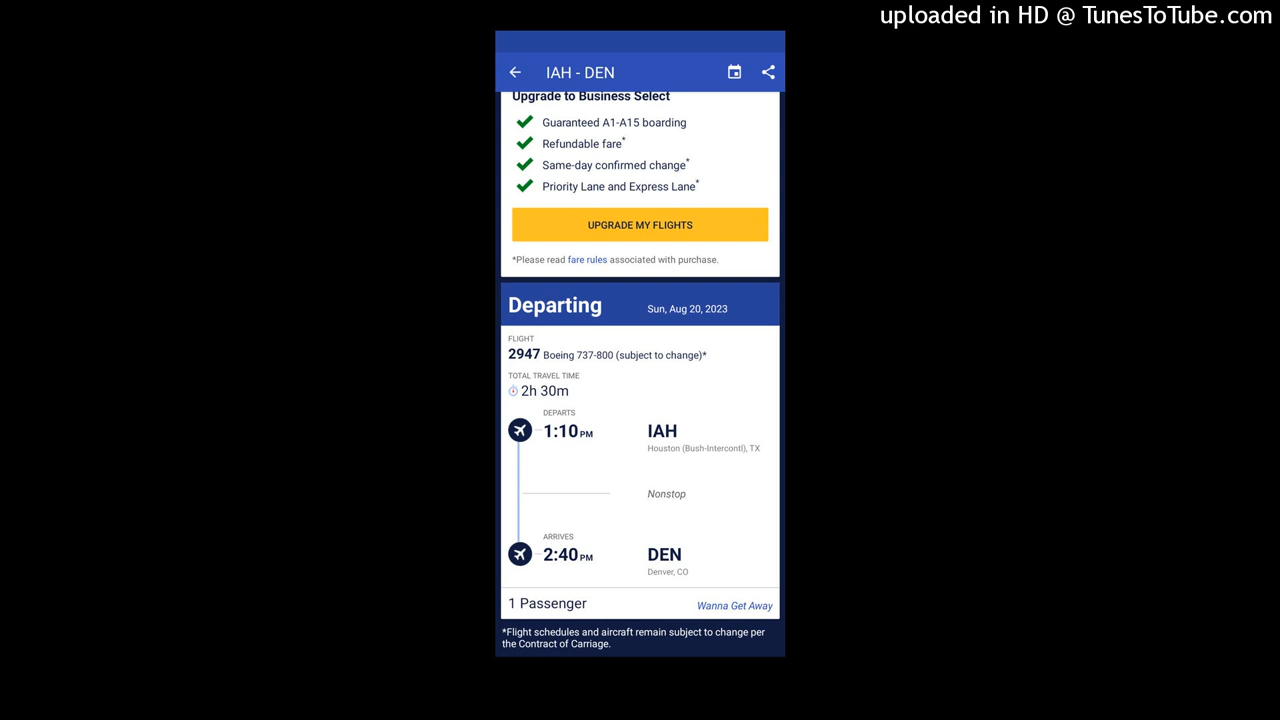 uploaded in HD @ TunesToTube.com
IAH - DEN
Upgrade to Business Select
Guaranteed A1-A15 boarding
Refundable fare*
Same-day confirmed change*
Priority Lane and Express Lane*
UPGRADE MY FLIGHTS
*Please read fare rules associated with purchase.
Departing Sun, Aug 20, 2023
FLIGHT
2947 Boeing 737-800 (subject to change)*
TOTAL TRAVEL TIME
2h 30m
DEPARTS
1:10 PM IAH
Houston (Bush-Intercontl), TX
Nonstop
ARRIVES
2:40 PM DEN
Denver, CO
1 Passenger Wanna Get Away
*Flight schedules and aircraft remain subject to change per
the Contract of Carriage.